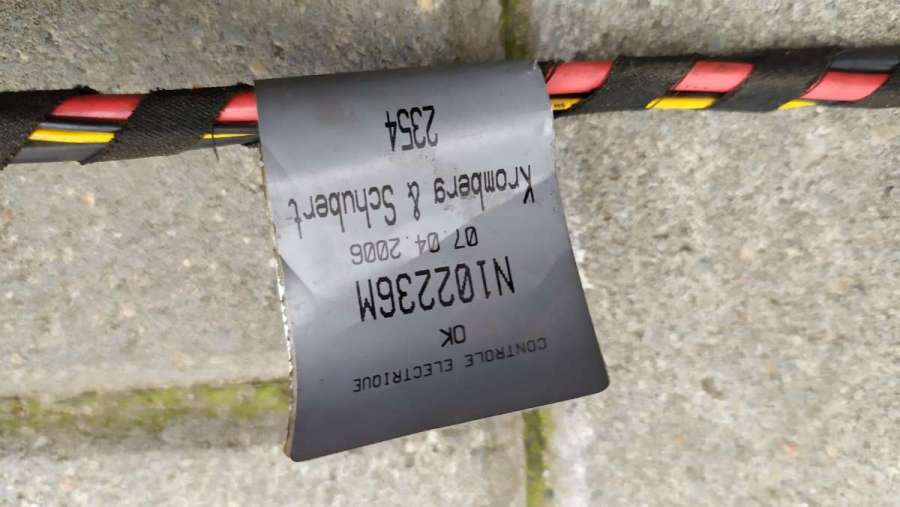 CONTROLE ELECTRIQUE
OK
N102236M
07.04.2006
Kromberg & Schubert
2354